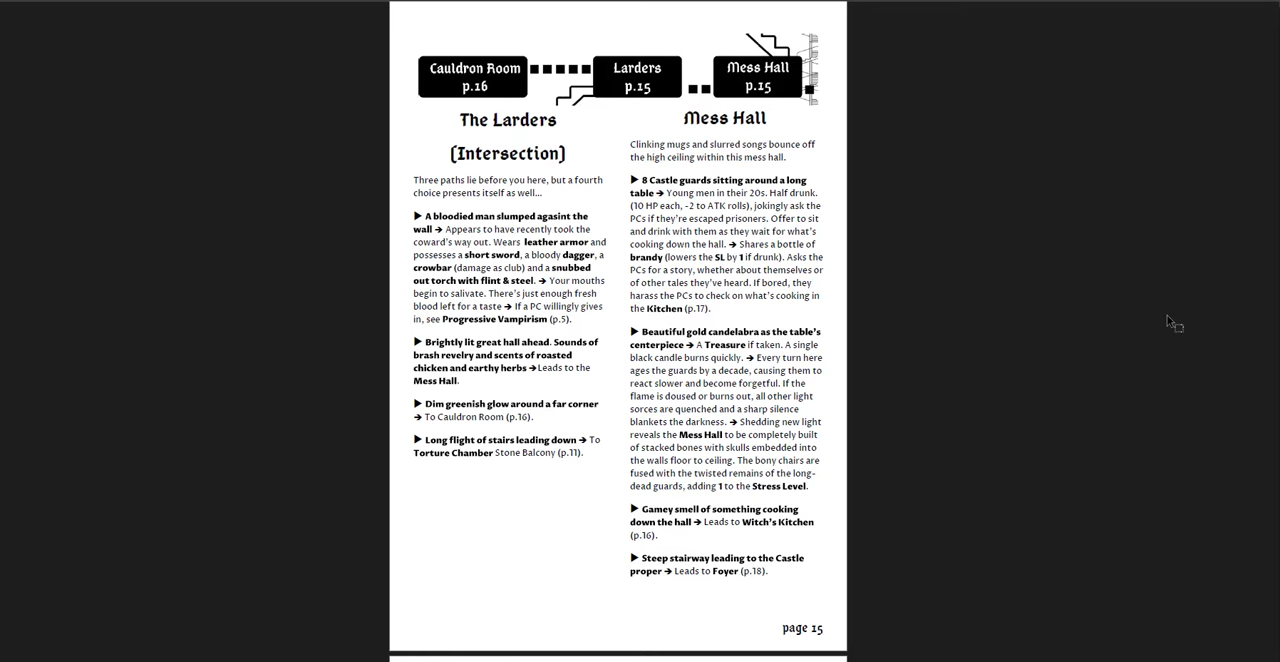 Cauldron Room
p.16
Larders
p.15
Mess Hall
p.15
The Larders
(Intersection)
Three paths lie before you here, but a fourth
choice presents itself as well...
▶ A bloodied man slumped agasint the
wall → Appears to have recently took the
coward's way out. Wears leather armor and
possesses a short sword, a bloody dagger, a
crowbar (damage as club) and a snubbed
out torch with flint & steel. → Your mouths
begin to salivate. There's just enough fresh
blood left for a taste → If a PC willingly gives
in, see Progressive Vampirism (p.5).
▶ Brightly lit great hall ahead. Sounds of
brash revelry and scents of roasted
chicken and earthy herbs →Leads to the
Mess Hall.
▶ Dim greenish glow around a far corner
→ To Cauldron Room (p.16).
▶ Long flight of stairs leading down → To
Torture Chamber Stone Balcony (p.11).
Mess Hall
Clinking mugs and slurred songs bounce off
the high ceiling within this mess hall.
▶ 8 Castle guards sitting around a long
table → Young men in their 20s. Half drunk.
(10 HP each, -2 to ATK rolls), jokingly ask the
PCs if they're escaped prisoners. Offer to sit
and drink with them as they wait for what's
cooking down the hall. → Shares a bottle of
brandy (lowers the SL by 1 if drunk). Asks the
PCs for a story, whether about themselves or
of other tales they've heard. If bored, they
harass the PCs to check on what's cooking in
the Kitchen (p.17).
▶ Beautiful gold candelabra as the table's
centerpiece → A Treasure if taken. A single
black candle burns quickly. → Every turn here
ages the guards by a decade, causing them to
react slower and become forgetful. If the
flame is doused or burns out, all other light
sorces are quenched and a sharp silence
blankets the darkness. → Shedding new light
reveals the Mess Hall to be completely built
of stacked bones with skulls embedded into
the walls floor to ceiling. The bony chairs are
fused with the twisted remains of the long-
dead guards, adding 1 to the Stress Level.
▶ Gamey smell of something cooking
down the hall → Leads to Witch's Kitchen
(p.16).
▶ Steep stairway leading to the Castle
proper → Leads to Foyer (p.18).
page 15